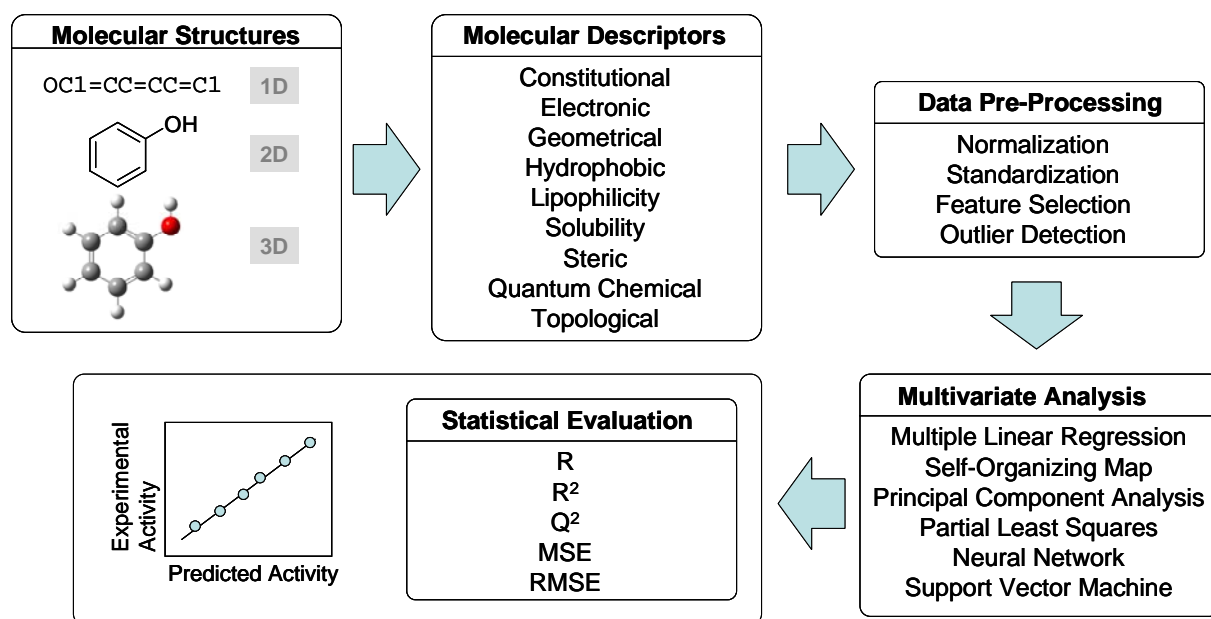 Molecular Structures
OC1=CC=CC=C1
1D
OH
2D
3D
Molecular Descriptors
Constitutional
Electronic
Geometrical
Hydrophobic
Lipophilicity
Solubility
Steric
Quantum Chemical
Topological
Data Pre-Processing
Normalization
Standardization
Feature Selection
Outlier Detection
Multivariate Analysis
Multiple Linear Regression
Self-Organizing Map
Principal Component Analysis
Partial Least Squares
Neural Network
Support Vector Machine
Experimental
Activity
Predicted Activity
Statistical Evaluation
R
R²
Q²
MSE
RMSE